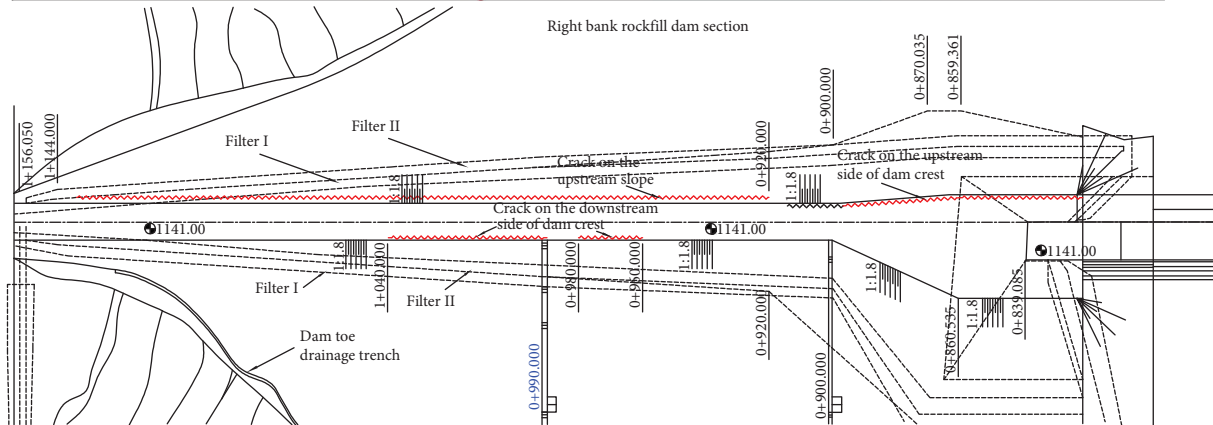 Right bank rockfill dam section
0+870.035
0+859.361
0+900.000
1+156.050
1+144.000
Filter I
Filter II
0+920.000
Crack on the
upstream slope
Crack on the upstream
side of dam crest
1:1.8
1:1.8
Crack on the downstream
side of dam crest
1141.00
1141.00
1141.00
1:1.8
1+040.000
0+980.000
0+960.000
1:1.8
1:1.8
1:1.8
0+839.085
Filter I
Filter II
0+920.00
0+860.535
Dam toe
drainage trench
0+990.000
0+900.000